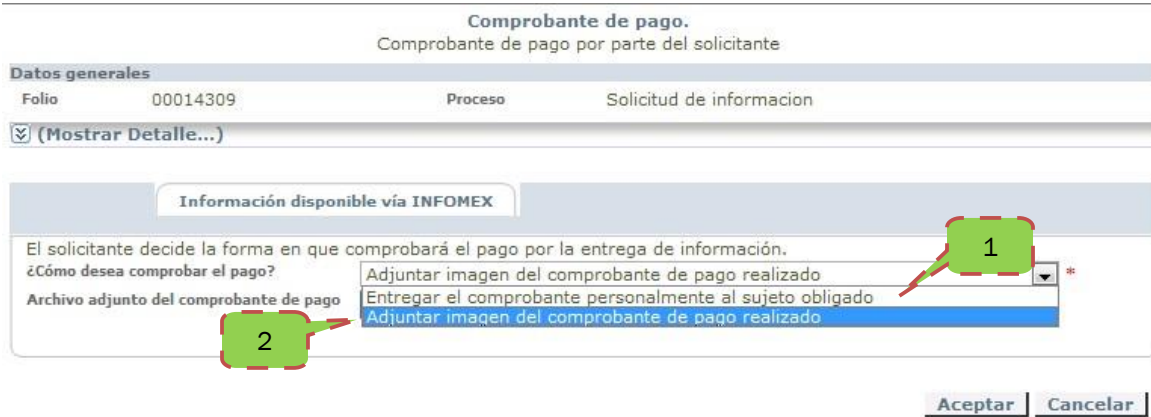 Comprobante de pago.
Comprobante de pago por parte del solicitante
Datos generales
Folio 00014309 Proceso Solicitud de informacion
(Mostrar Detalle...)
Información disponible vía INFOMEX
El solicitante decide la forma en que comprobará el pago por la entrega de información.
1
¿Cómo desea comprobar el pago? Adjuntar imagen del comprobante de pago realizado *
Archivo adjunto del comprobante de pago Entregar el comprobante personalmente al sujeto obligado
Adjuntar imagen del comprobante de pago realizado
2
Aceptar Cancelar